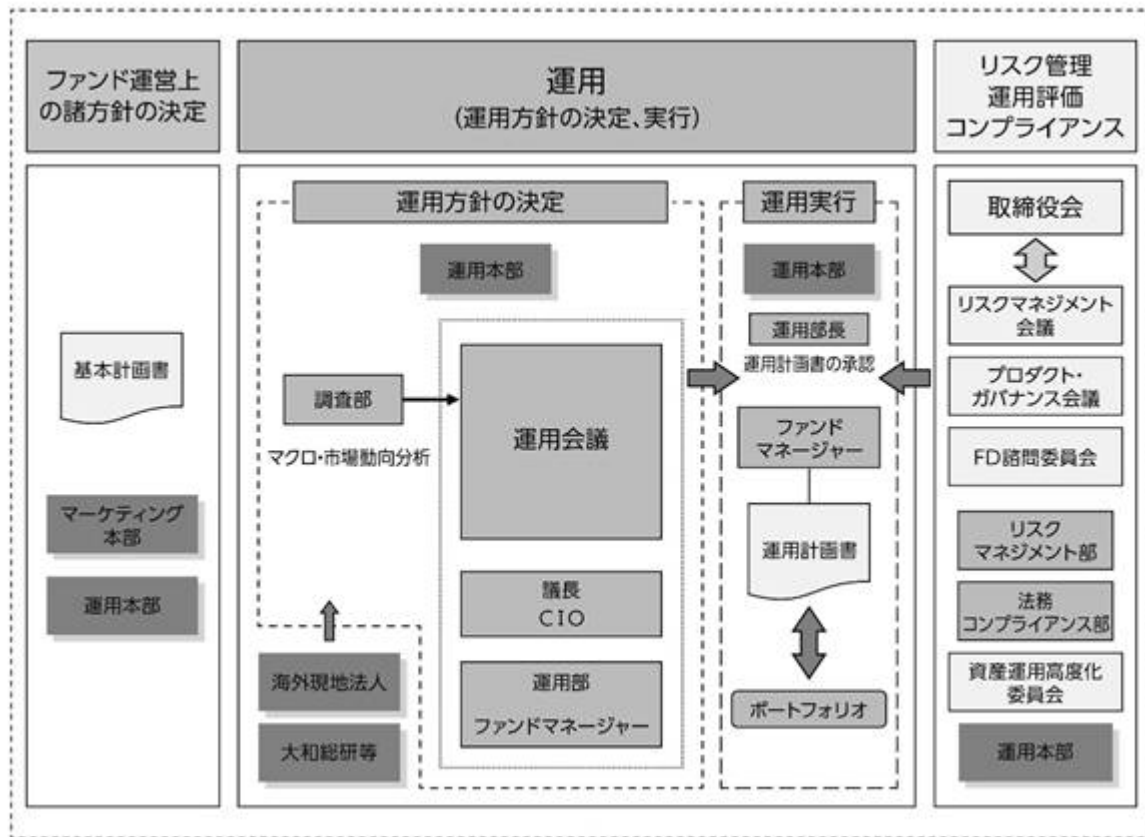 ファンド運営上
の諸方針の決定
運用
(運用方針の決定、実行)
リスク管理
運用評価
コンプライアンス
基本計画書
マーケティング
本部
運用本部
運用方針の決定
運用本部
調査部
マクロ・市場動向分析
運用会議
議長
CIO
運用部
ファンドマネージャー
海外現地法人
大和総研等
運用実行
運用本部
運用部長
運用計画書の承認
ファンド
マネージャー
運用計画書
ポートフォリオ
取締役会
リスクマネジメント
会議
プロダクト・
ガバナンス会議
FD諮問委員会
リスク
マネジメント部
法務
コンプライアンス部
資産運用高度化
委員会
運用本部